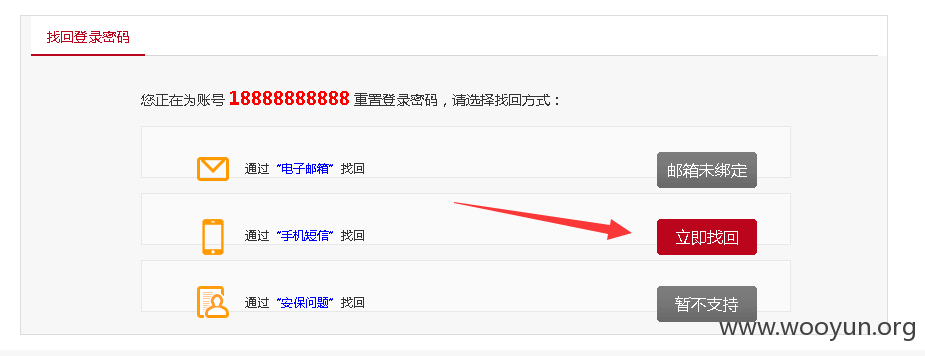 找回登录密码
您正在为账号 18888888888 重置登录密码，请选择找回方式：
通过 “电子邮箱” 找回 邮箱未绑定
通过 “手机短信” 找回 立即找回
通过 “安保问题” 找回 暂不支持
www.wooyun.org